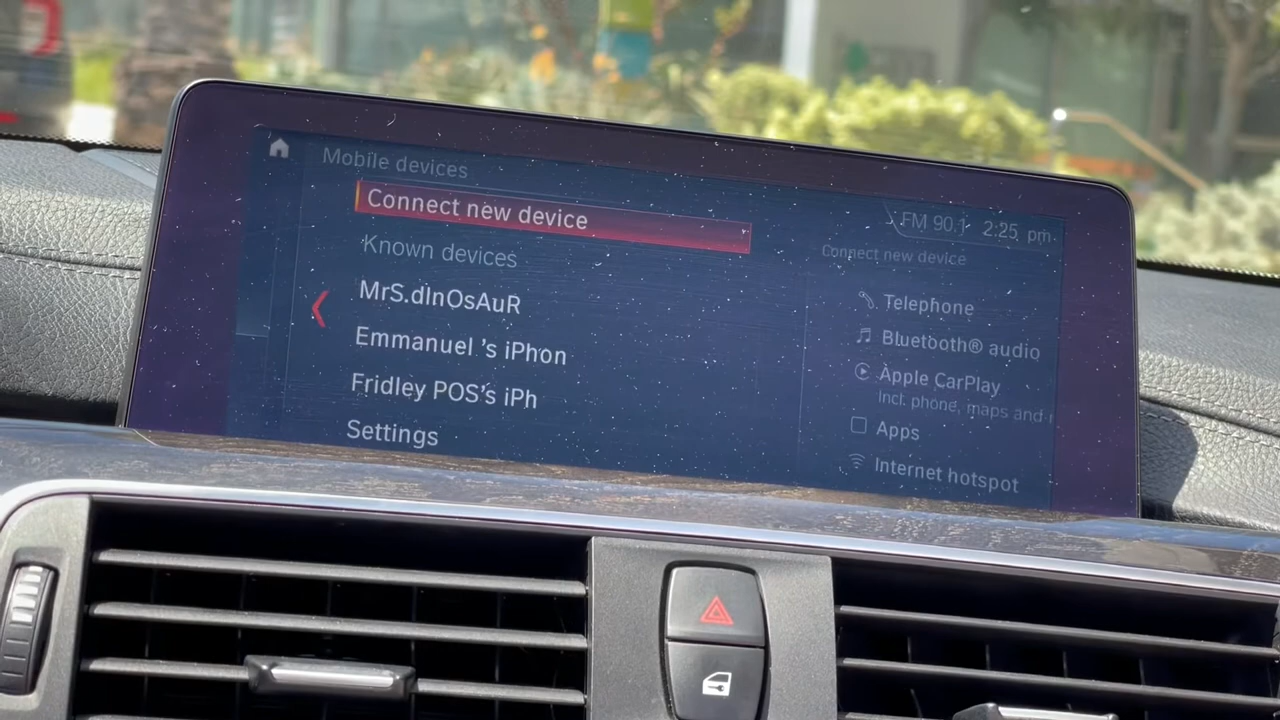 Mobile devices
Connect new device
Known devices
MrS.dInOsAuR
Emmanuel 's iPhon
Fridley POS's iPh
Settings
FM 90.1 2:25 pm
Connect new device
Telephone
Bluetooth® audio
Apple CarPlay
Incl. phone, maps and
Apps
Internet hotspot